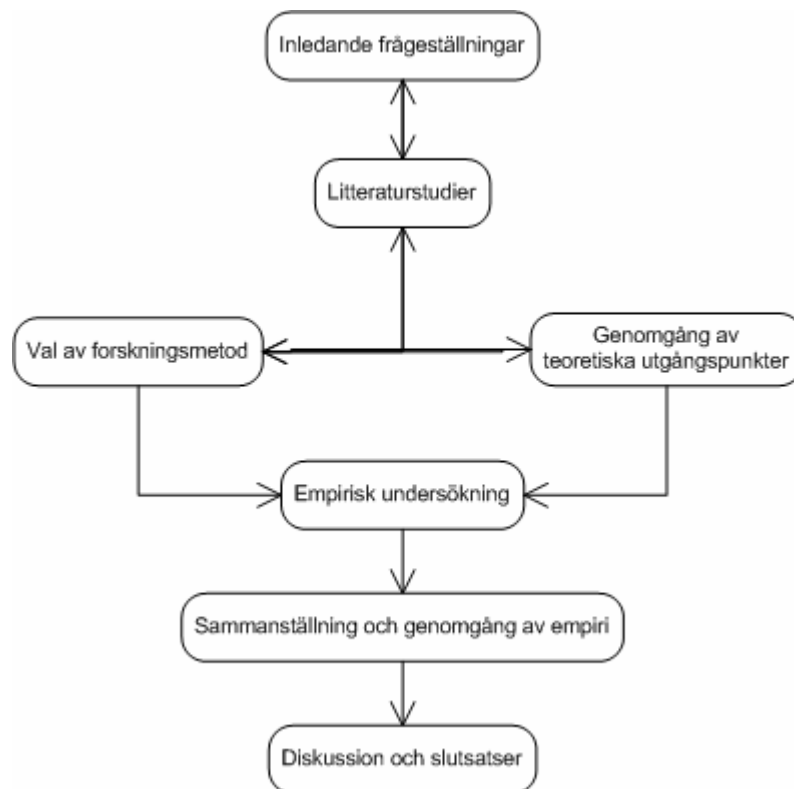 Inledande frågeställningar
Litteraturstudier
Val av forskningsmetod
Genomgång av
teoretiska utgångspunkter
Empirisk undersökning
Sammanställning och genomgång av empiri
Diskussion och slutsatser